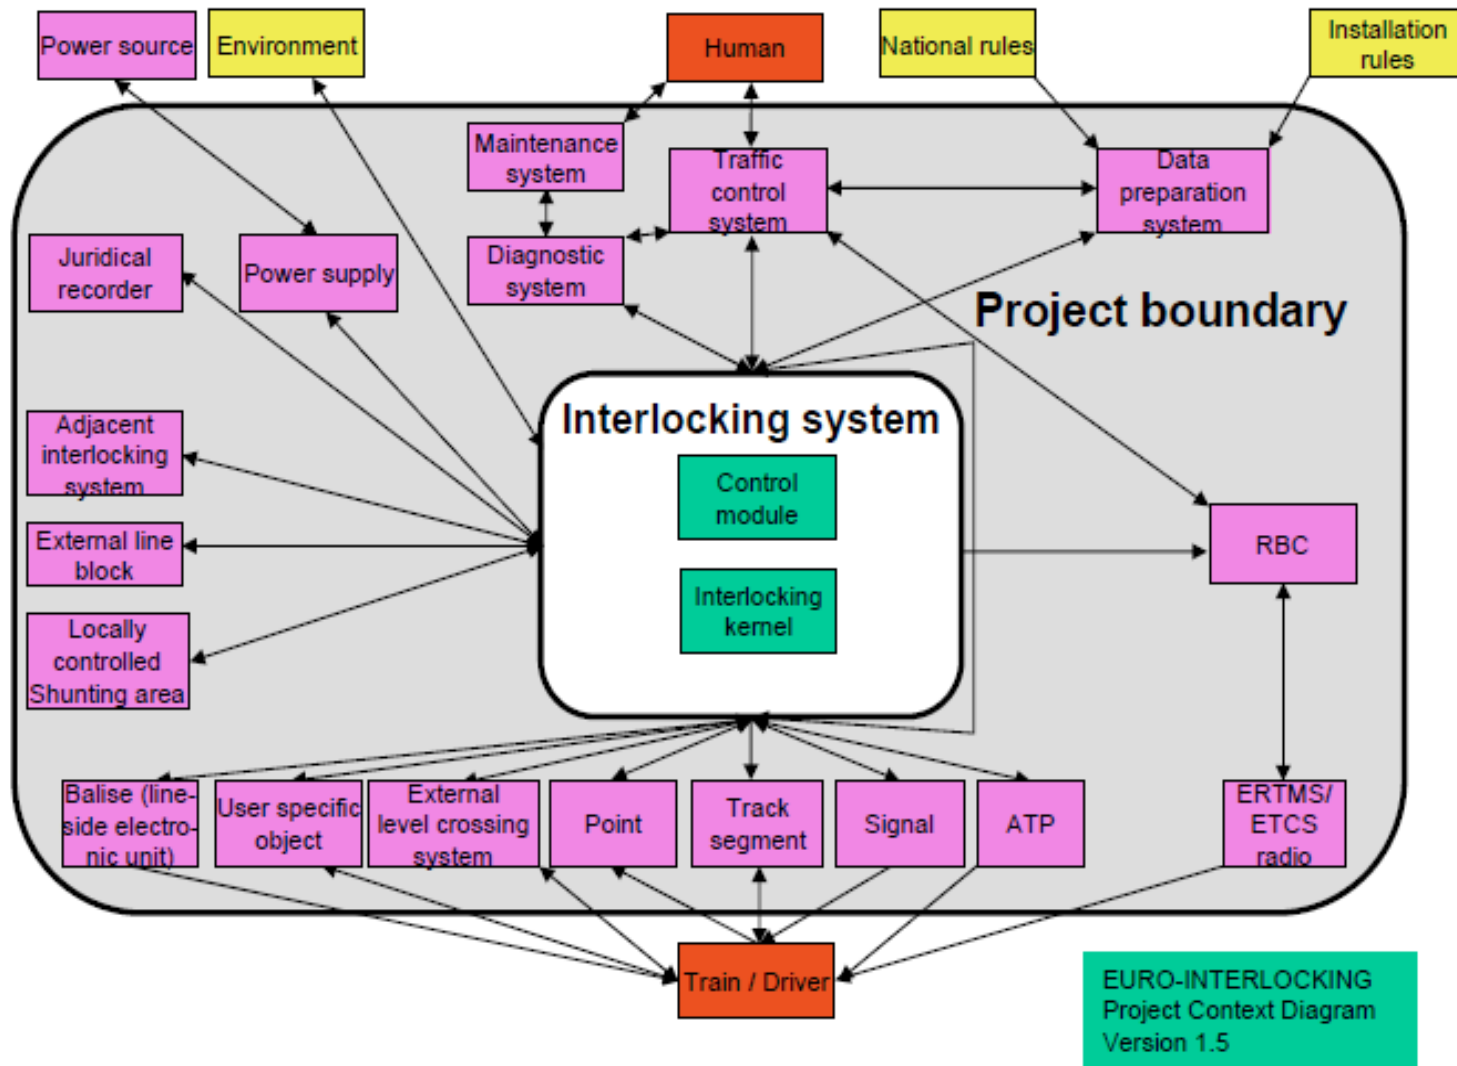 Power source
Environment
Human
National rules
Installation
rules
Maintenance
system
Traffic
control
system
Data
preparation
system
Juridical
recorder
Power supply
Diagnostic
system
Project boundary
Adjacent
interlocking
system
Interlocking system
Control
module
External line
block
RBC
Interlocking
kernel
Locally
controlled
Shunting area
Balise (line-
side electro-
nic unit)
User specific
object
External
level crossing
system
Point
Track
segment
Signal
ATP
ERTMS/
ETCS
radio
Train / Driver
EURO-INTERLOCKING
Project Context Diagram
Version 1.5